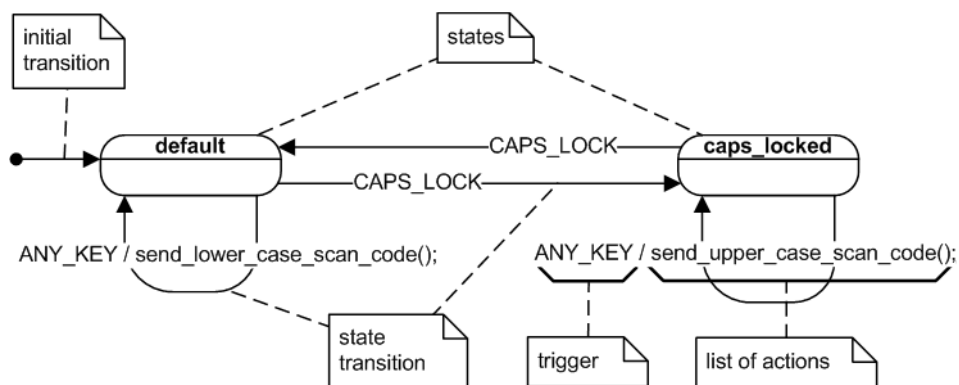 initial
transition
states
default
CAPS_LOCK
caps_locked
CAPS_LOCK
ANY_KEY / send_lower_case_scan_code();
ANY_KEY / send_upper_case_scan_code();
state
transition
trigger
list of actions